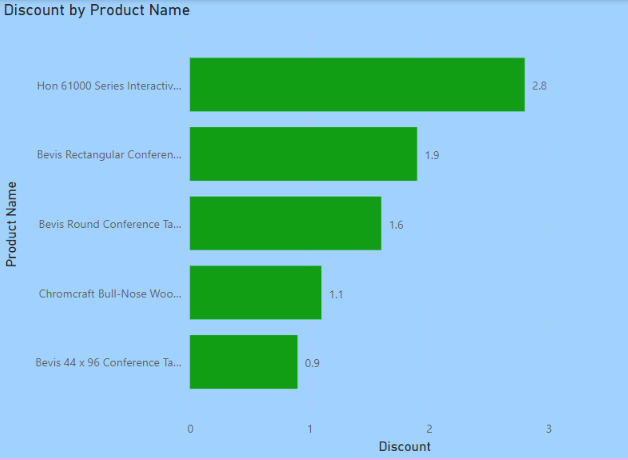 Discount by Product Name
Product Name
Hon 61000 Series Interactiv...
2.8
Bevis Rectangular Conferen...
1.9
Bevis Round Conference Ta...
1.6
Chromcraft Bull-Nose Woo...
1.1
Bevis 44 x 96 Conference Ta...
0.9
0 1 2 3
Discount